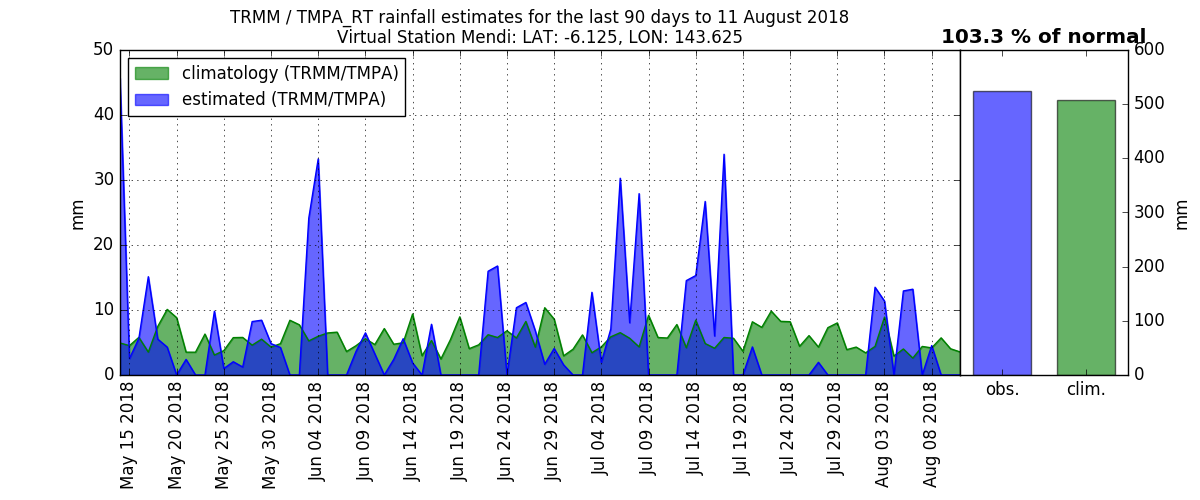 TRMM / TMPA_RT rainfall estimates for the last 90 days to 11 August 2018
Virtual Station Mendi: LAT: -6.125, LON: 143.625
103.3 % of normal
climatology (TRMM/TMPA)
estimated (TRMM/TMPA)
mm
50
40
30
20
10
0
May 15 2018
May 20 2018
May 25 2018
May 30 2018
Jun 04 2018
Jun 09 2018
Jun 14 2018
Jun 19 2018
Jun 24 2018
Jun 29 2018
Jul 04 2018
Jul 09 2018
Jul 14 2018
Jul 19 2018
Jul 24 2018
Jul 29 2018
Aug 03 2018
Aug 08 2018
obs.
clim.
600
500
400
300
200
100
0
mm